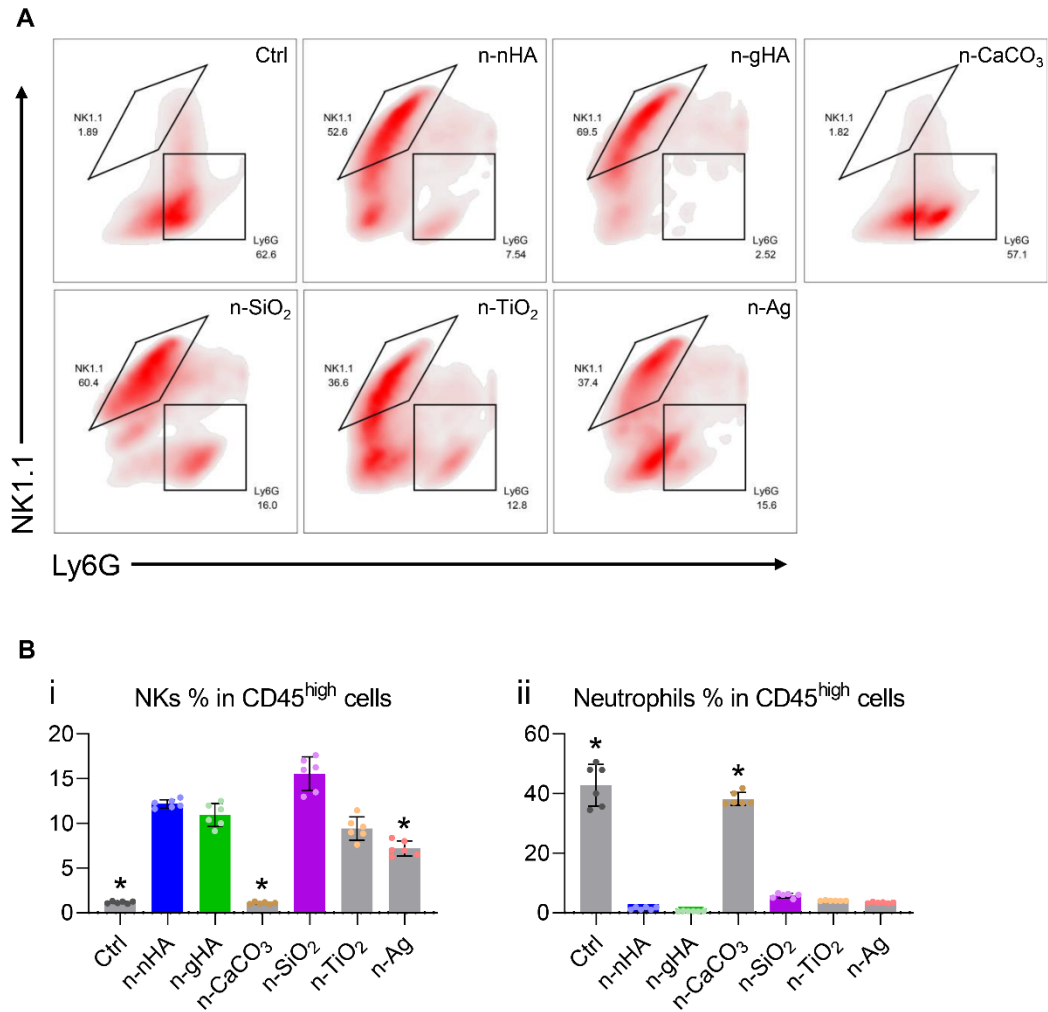 A
Ctrl
NK1.1
1.89
Ly6G
62.6
n-nHA
NK1.1
52.6
Ly6G
7.54
n-gHA
NK1.1
69.5
Ly6G
2.52
n-CaCO₃
NK1.1
1.82
Ly6G
57.1
n-SiO₂
NK1.1
60.4
Ly6G
16.0
n-TiO₂
NK1.1
36.6
Ly6G
12.8
n-Ag
NK1.1
37.4
Ly6G
15.6
NK1.1
Ly6G
B
i
NKs % in CD45ʰⁱᵍʰ cells
20
15
10
5
0
*
*
*
Ctrl
n-nHA
n-gHA
n-CaCO₃
n-SiO₂
n-TiO₂
n-Ag
ii
Neutrophils % in CD45ʰⁱᵍʰ cells
60
40
20
0
*
*
Ctrl
n-nHA
n-gHA
n-CaCO₃
n-SiO₂
n-TiO₂
n-Ag